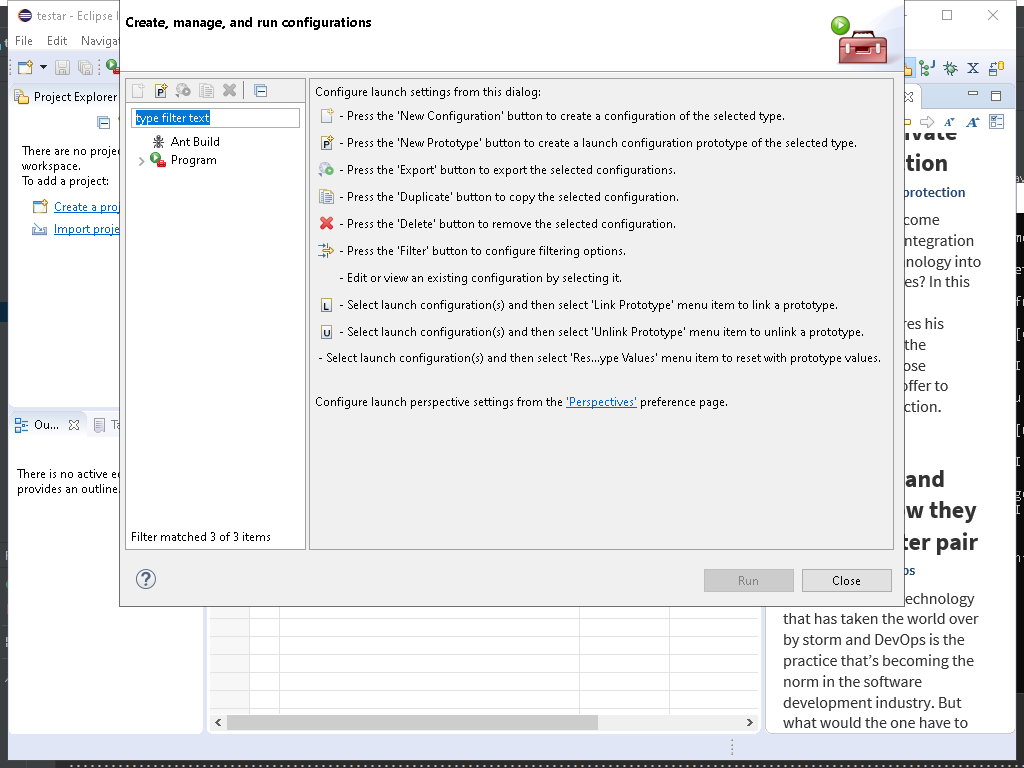 testar - Eclipse
Create, manage, and run configurations
File Edit Navigat
Project Explorer
type filter text
Ant Build
Program
Filter matched 3 of 3 items
Configure launch settings from this dialog:
- Press the 'New Configuration' button to create a configuration of the selected type.
- Press the 'New Prototype' button to create a launch configuration prototype of the selected type.
- Press the 'Export' button to export the selected configurations.
- Press the 'Duplicate' button to copy the selected configuration.
- Press the 'Delete' button to remove the selected configuration.
- Press the 'Filter' button to configure filtering options.
- Edit or view an existing configuration by selecting it.
L - Select launch configuration(s) and then select 'Link Prototype' menu item to link a prototype.
U - Select launch configuration(s) and then select 'Unlink Prototype' menu item to unlink a prototype.
- Select launch configuration(s) and then select 'Res...ype Values' menu item to reset with prototype values.
Configure launch perspective settings from the 'Perspectives' preference page.
Run
Close
There are no proje
workspace.
To add a project:
Create a proj
Import proje
Ou...
Ta
There is no active e
provides an outline.
vate
tion
protection
come
ntegration
nology into
es? In this
res his
the
ose
offer to
ction.
and
w they
ter pair
ps
echnology
that has taken the world over
by storm and DevOps is the
practice that's becoming the
norm in the software
development industry. But
what would the one have to